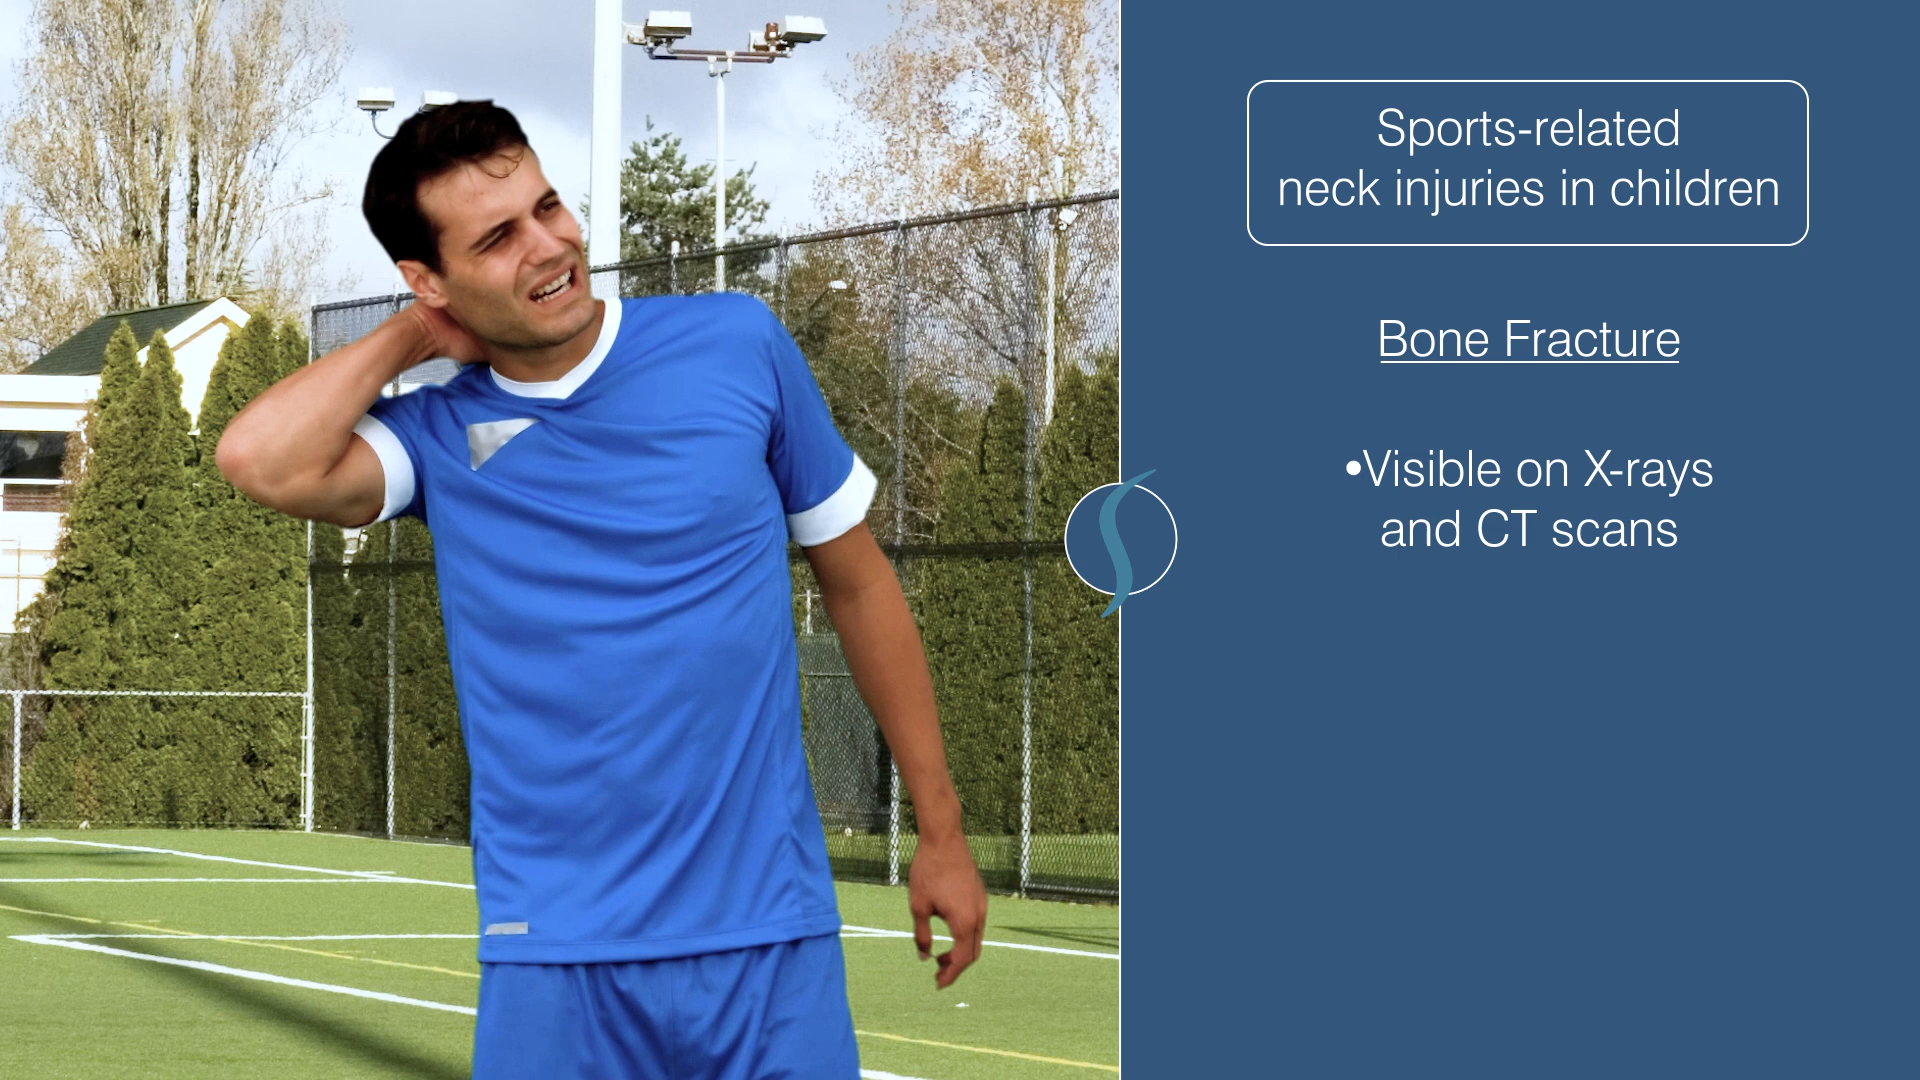 Sports-related
neck injuries in children
Bone Fracture
•Visible on X-rays
and CT scans